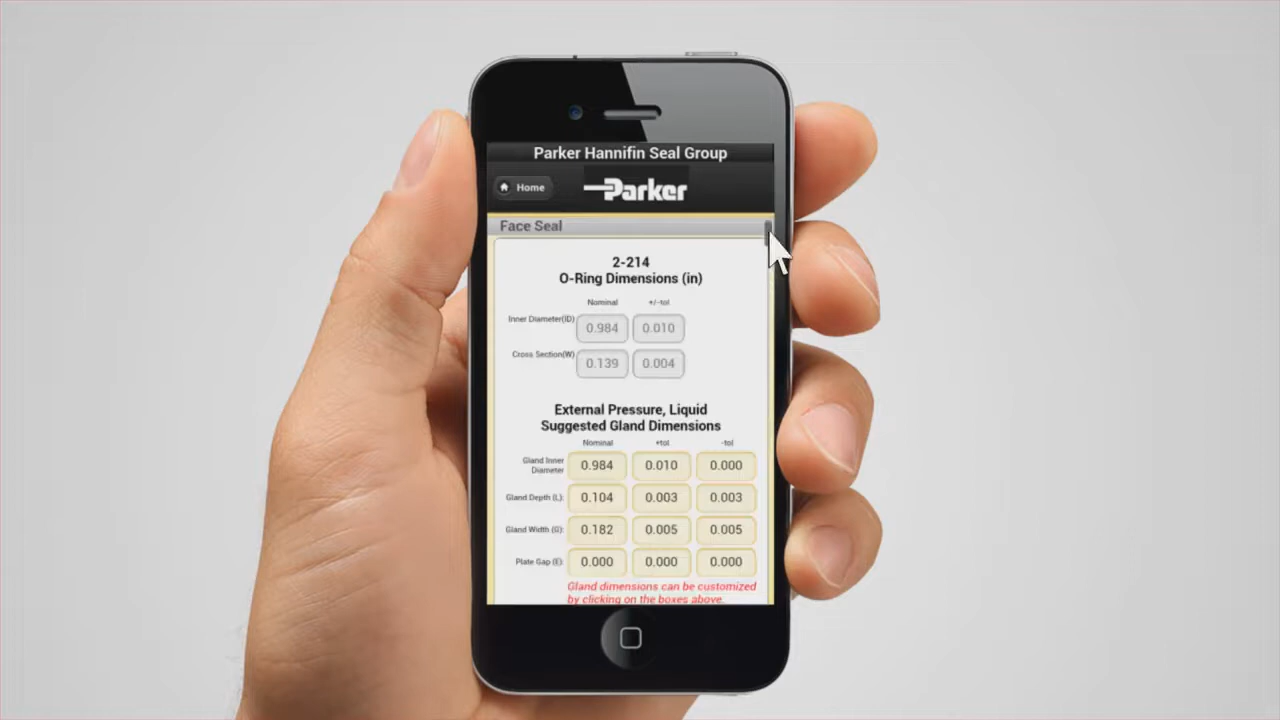 Parker Hannifin Seal Group
Home
Parker
Face Seal
2-214
O-Ring Dimensions (in)
Nominal +/-tol
Inner Diameter(ID) 0.984 0.010
Cross Section(W) 0.139 0.004
External Pressure, Liquid
Suggested Gland Dimensions
Nominal +tol -tol
Gland Inner
Diameter 0.984 0.010 0.000
Gland Depth (L): 0.104 0.003 0.003
Gland Width (G): 0.182 0.005 0.005
Plate Gap (E): 0.000 0.000 0.000
Gland dimensions can be customized
by clicking on the boxes above.